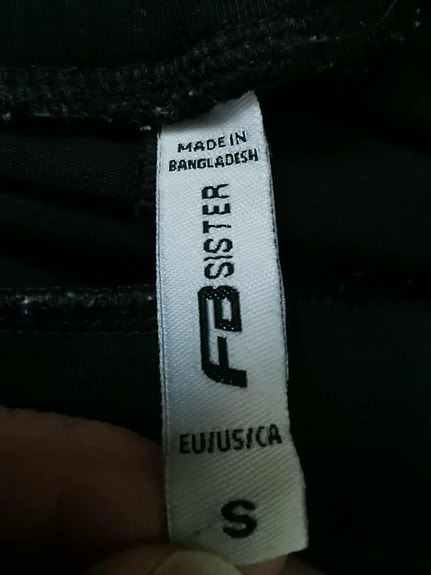 MADE IN
BANGLADESH
FB SISTER
EU/US/CA
S